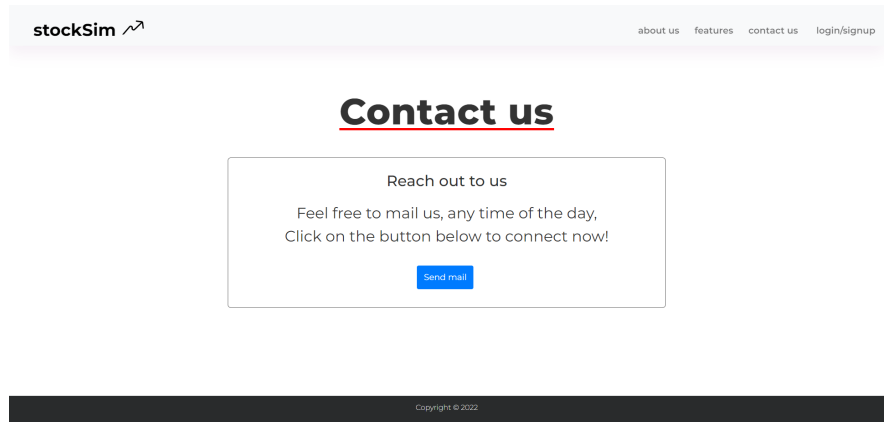 stockSim
about us features contact us login/signup
Contact us
Reach out to us
Feel free to mail us, any time of the day,
Click on the button below to connect now!
Send mail
Copyright © 2022